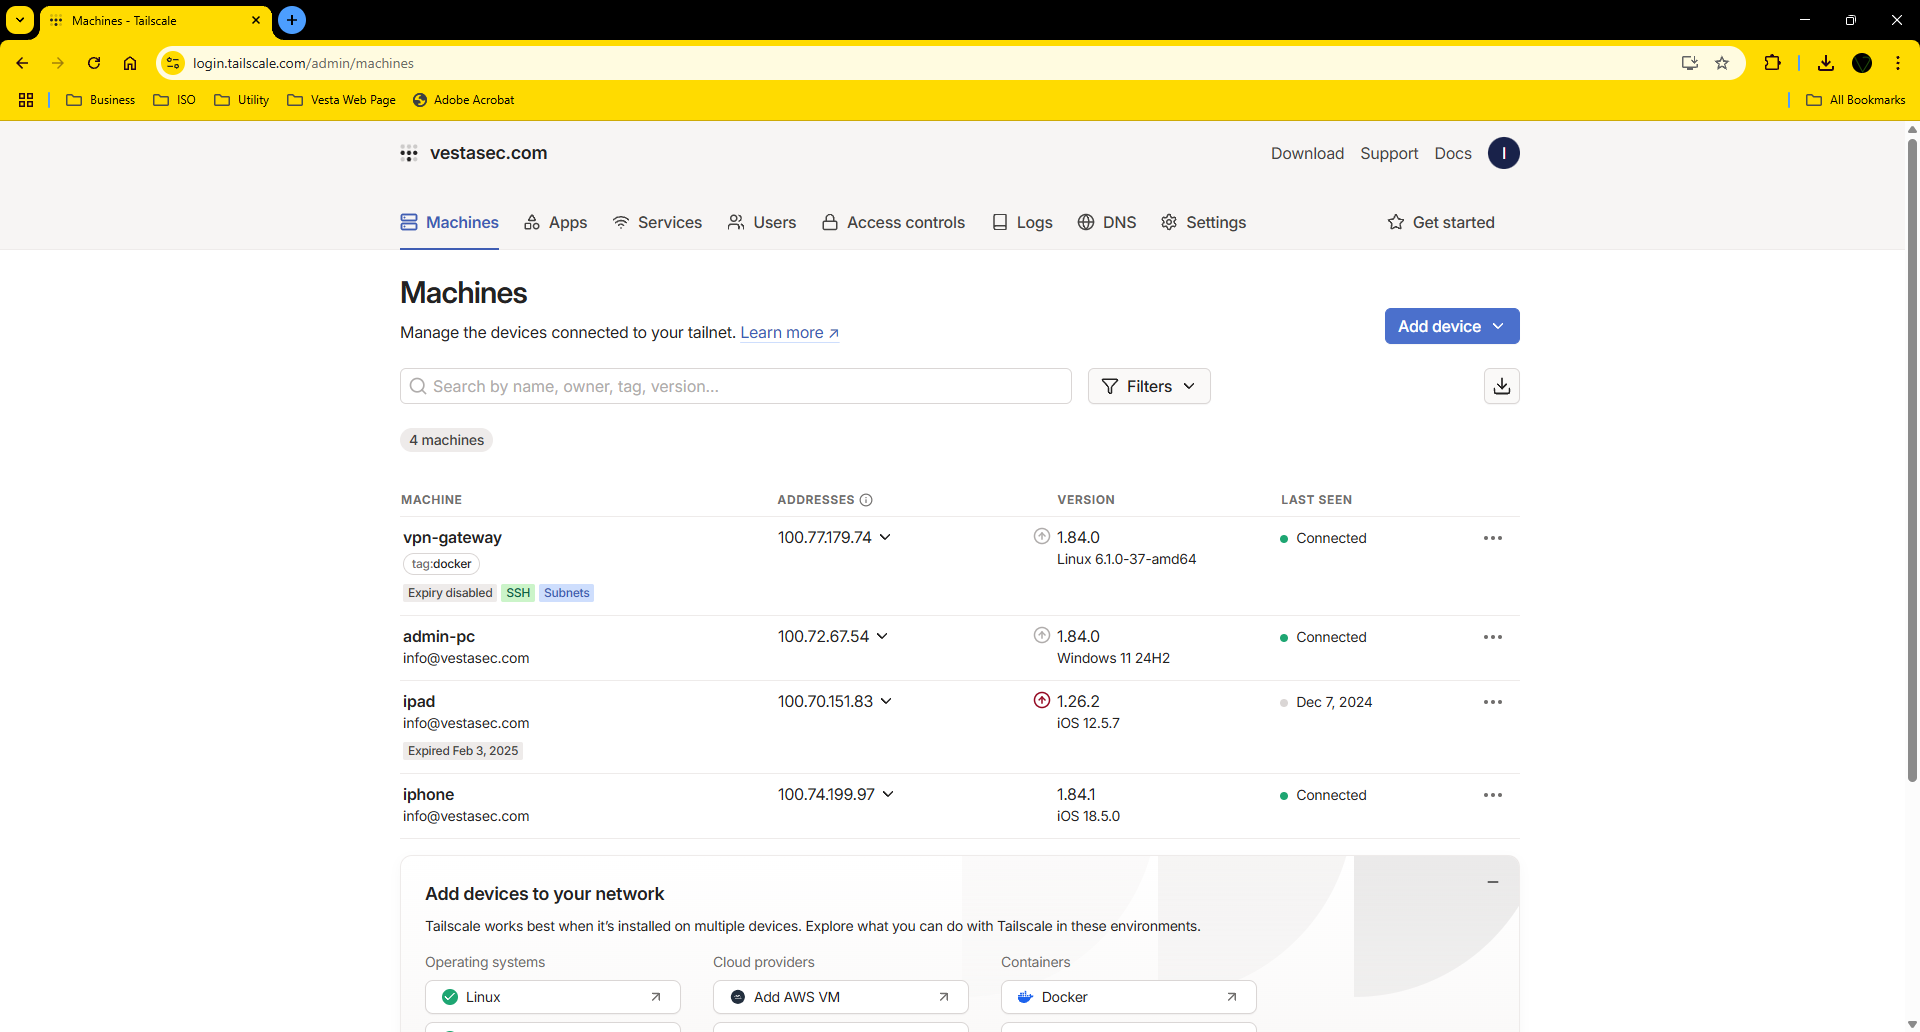 Machines - Tailscale
login.tailscale.com/admin/machines
Business ISO Utility Vesta Web Page Adobe Acrobat All Bookmarks
vestasec.com Download Support Docs I
Machines Apps Services Users Access controls Logs DNS Settings Get started
Machines
Manage the devices connected to your tailnet. Learn more ↗
Add device
Search by name, owner, tag, version...
Filters
4 machines
MACHINE ADDRESSES VERSION LAST SEEN
vpn-gateway 100.77.179.74 1.84.0 Connected
tag:docker Linux 6.1.0-37-amd64
Expiry disabled SSH Subnets
admin-pc 100.72.67.54 1.84.0 Connected
info@vestasec.com Windows 11 24H2
ipad 100.70.151.83 1.26.2 Dec 7, 2024
info@vestasec.com iOS 12.5.7
Expired Feb 3, 2025
iphone 100.74.199.97 1.84.1 Connected
info@vestasec.com iOS 18.5.0
Add devices to your network
Tailscale works best when it's installed on multiple devices. Explore what you can do with Tailscale in these environments.
Operating systems Cloud providers Containers
Linux Add AWS VM Docker